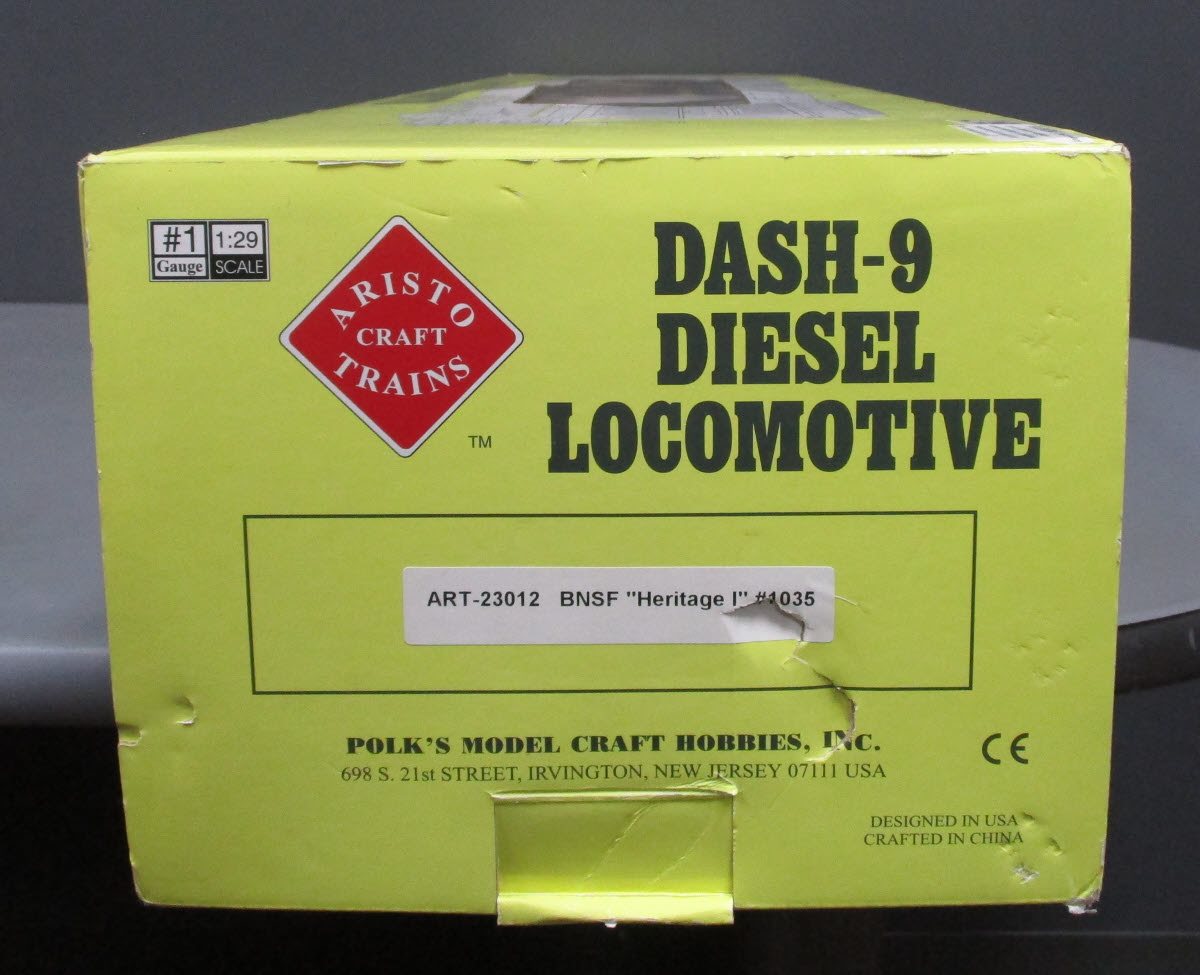 #1 1:29
Gauge SCALE
ARISTO
CRAFT
TRAINS
TM
DASH-9
DIESEL
LOCOMOTIVE
ART-23012 BNSF "Heritage I" #1035
POLK'S MODEL CRAFT HOBBIES, INC.
698 S. 21st STREET, IRVINGTON, NEW JERSEY 07111 USA
CE
DESIGNED IN USA
CRAFTED IN CHINA